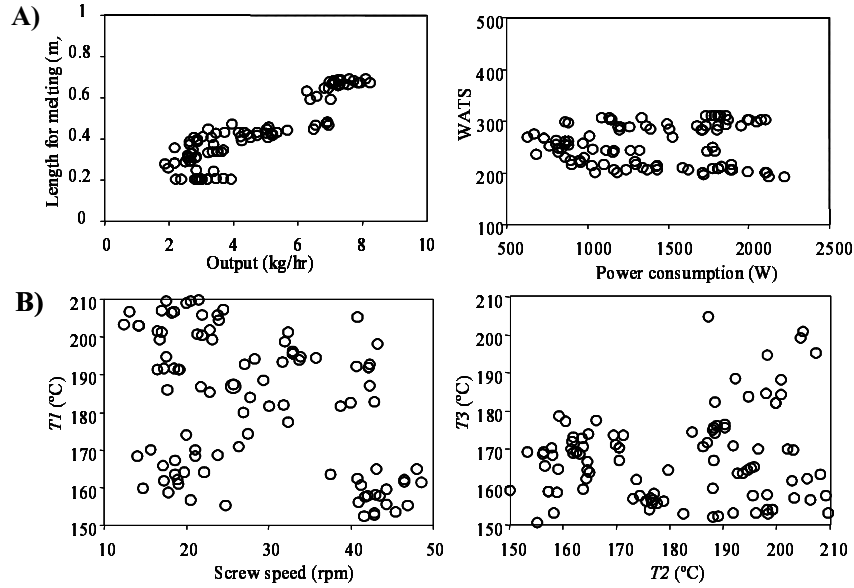 A)
1
0.8
0.6
0.4
0.2
0
Length for melting (m,
0 2 4 6 8 10
Output (kg/hr)
500
400
300
200
100
WATS
500 1000 1500 2000 2500
Power consumption (W)
B)
210
200
190
180
170
160
150
T1 (ºC)
10 20 30 40 50
Screw speed (rpm)
210
200
190
180
170
160
150
T3 (ºC)
150 160 170 180 190 200 210
T2 (ºC)